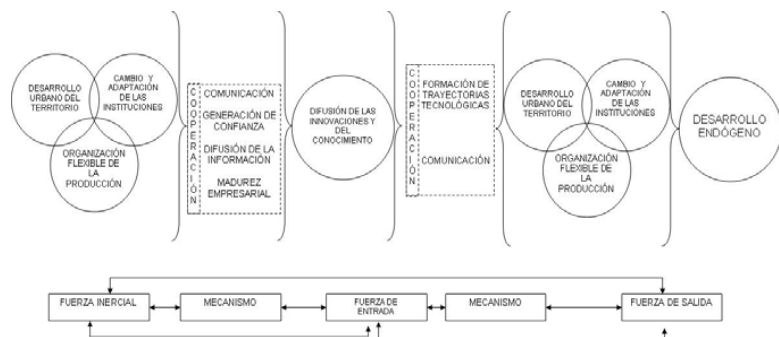 DESARROLLO
URBANO DEL
TERRITORIO
CAMBIO Y
ADAPTACIÓN
DE LAS
INSTITUCIONES
ORGANIZACIÓN
FLEXIBLE DE
LA
PRODUCCIÓN
COOPERACIÓN
COMUNICACIÓN
GENERACIÓN DE
CONFIANZA
DIFUSIÓN DE LA
INFORMACIÓN
MADUREZ
EMPRESARIAL
DIFUSIÓN DE LAS
INNOVACIONES Y
DEL
CONOCIMIENTO
COOPERACIÓN
FORMACIÓN DE
TRAYECTORIAS
TECNOLÓGICAS
COMUNICACIÓN
DESARROLLO
URBANO DEL
TERRITORIO
CAMBIO Y
ADAPTACIÓN
DE LAS
INSTITUCIONES
ORGANIZACIÓN
FLEXIBLE DE
LA
PRODUCCIÓN
DESARROLLO
ENDÓGENO
FUERZA INERCIAL
MECANISMO
FUERZA DE
ENTRADA
MECANISMO
FUERZA DE SALIDA